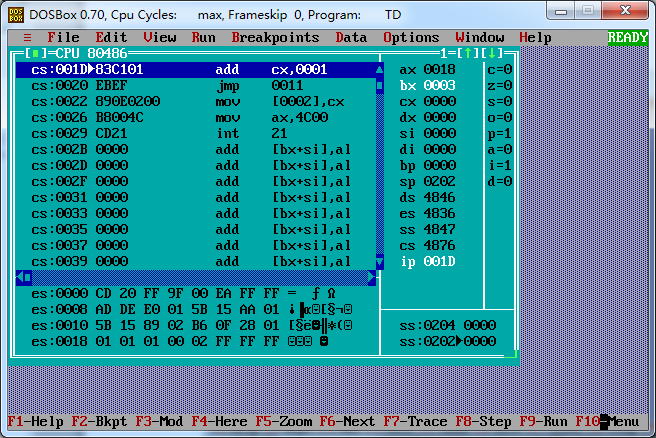 DOSBox 0.70, Cpu Cycles: max, Frameskip 0, Program: TD
≡ File Edit View Run Breakpoints Data Options Window Help READY
[■]=CPU 80486 1=[↑][↓]
cs:001D▶83C101 add cx,0001 ax 0018 c=0
cs:0020 EBEF jmp 0011 bx 0003 z=0
cs:0022 890E0200 mov [0002],cx cx 0000 s=0
cs:0026 B8004C mov ax,4C00 dx 0000 o=0
cs:0029 CD21 int 21 si 0000 p=1
cs:002B 0000 add [bx+si],al di 0000 a=0
cs:002D 0000 add [bx+si],al bp 0000 i=1
cs:002F 0000 add [bx+si],al sp 0202 d=0
cs:0031 0000 add [bx+si],al ds 4846
cs:0033 0000 add [bx+si],al es 4836
cs:0035 0000 add [bx+si],al ss 4847
cs:0037 0000 add [bx+si],al cs 4876
cs:0039 0000 add [bx+si],al ip 001D
es:0000 CD 20 FF 9F 00 EA FF FF = ƒ Ω
es:0008 AD DE E0 01 5B 15 AA 01 ¡▐α☺[§¬☺
es:0010 5B 15 89 02 B6 0F 28 01 [§ë☻╢☼(☺ ss:0204 0000
es:0018 01 01 01 00 02 FF FF FF ☺☺☺ ☻ ss:0202▶0000
F1-Help F2-Bkpt F3-Mod F4-Here F5-Zoom F6-Next F7-Trace F8-Step F9-Run F10 Menu